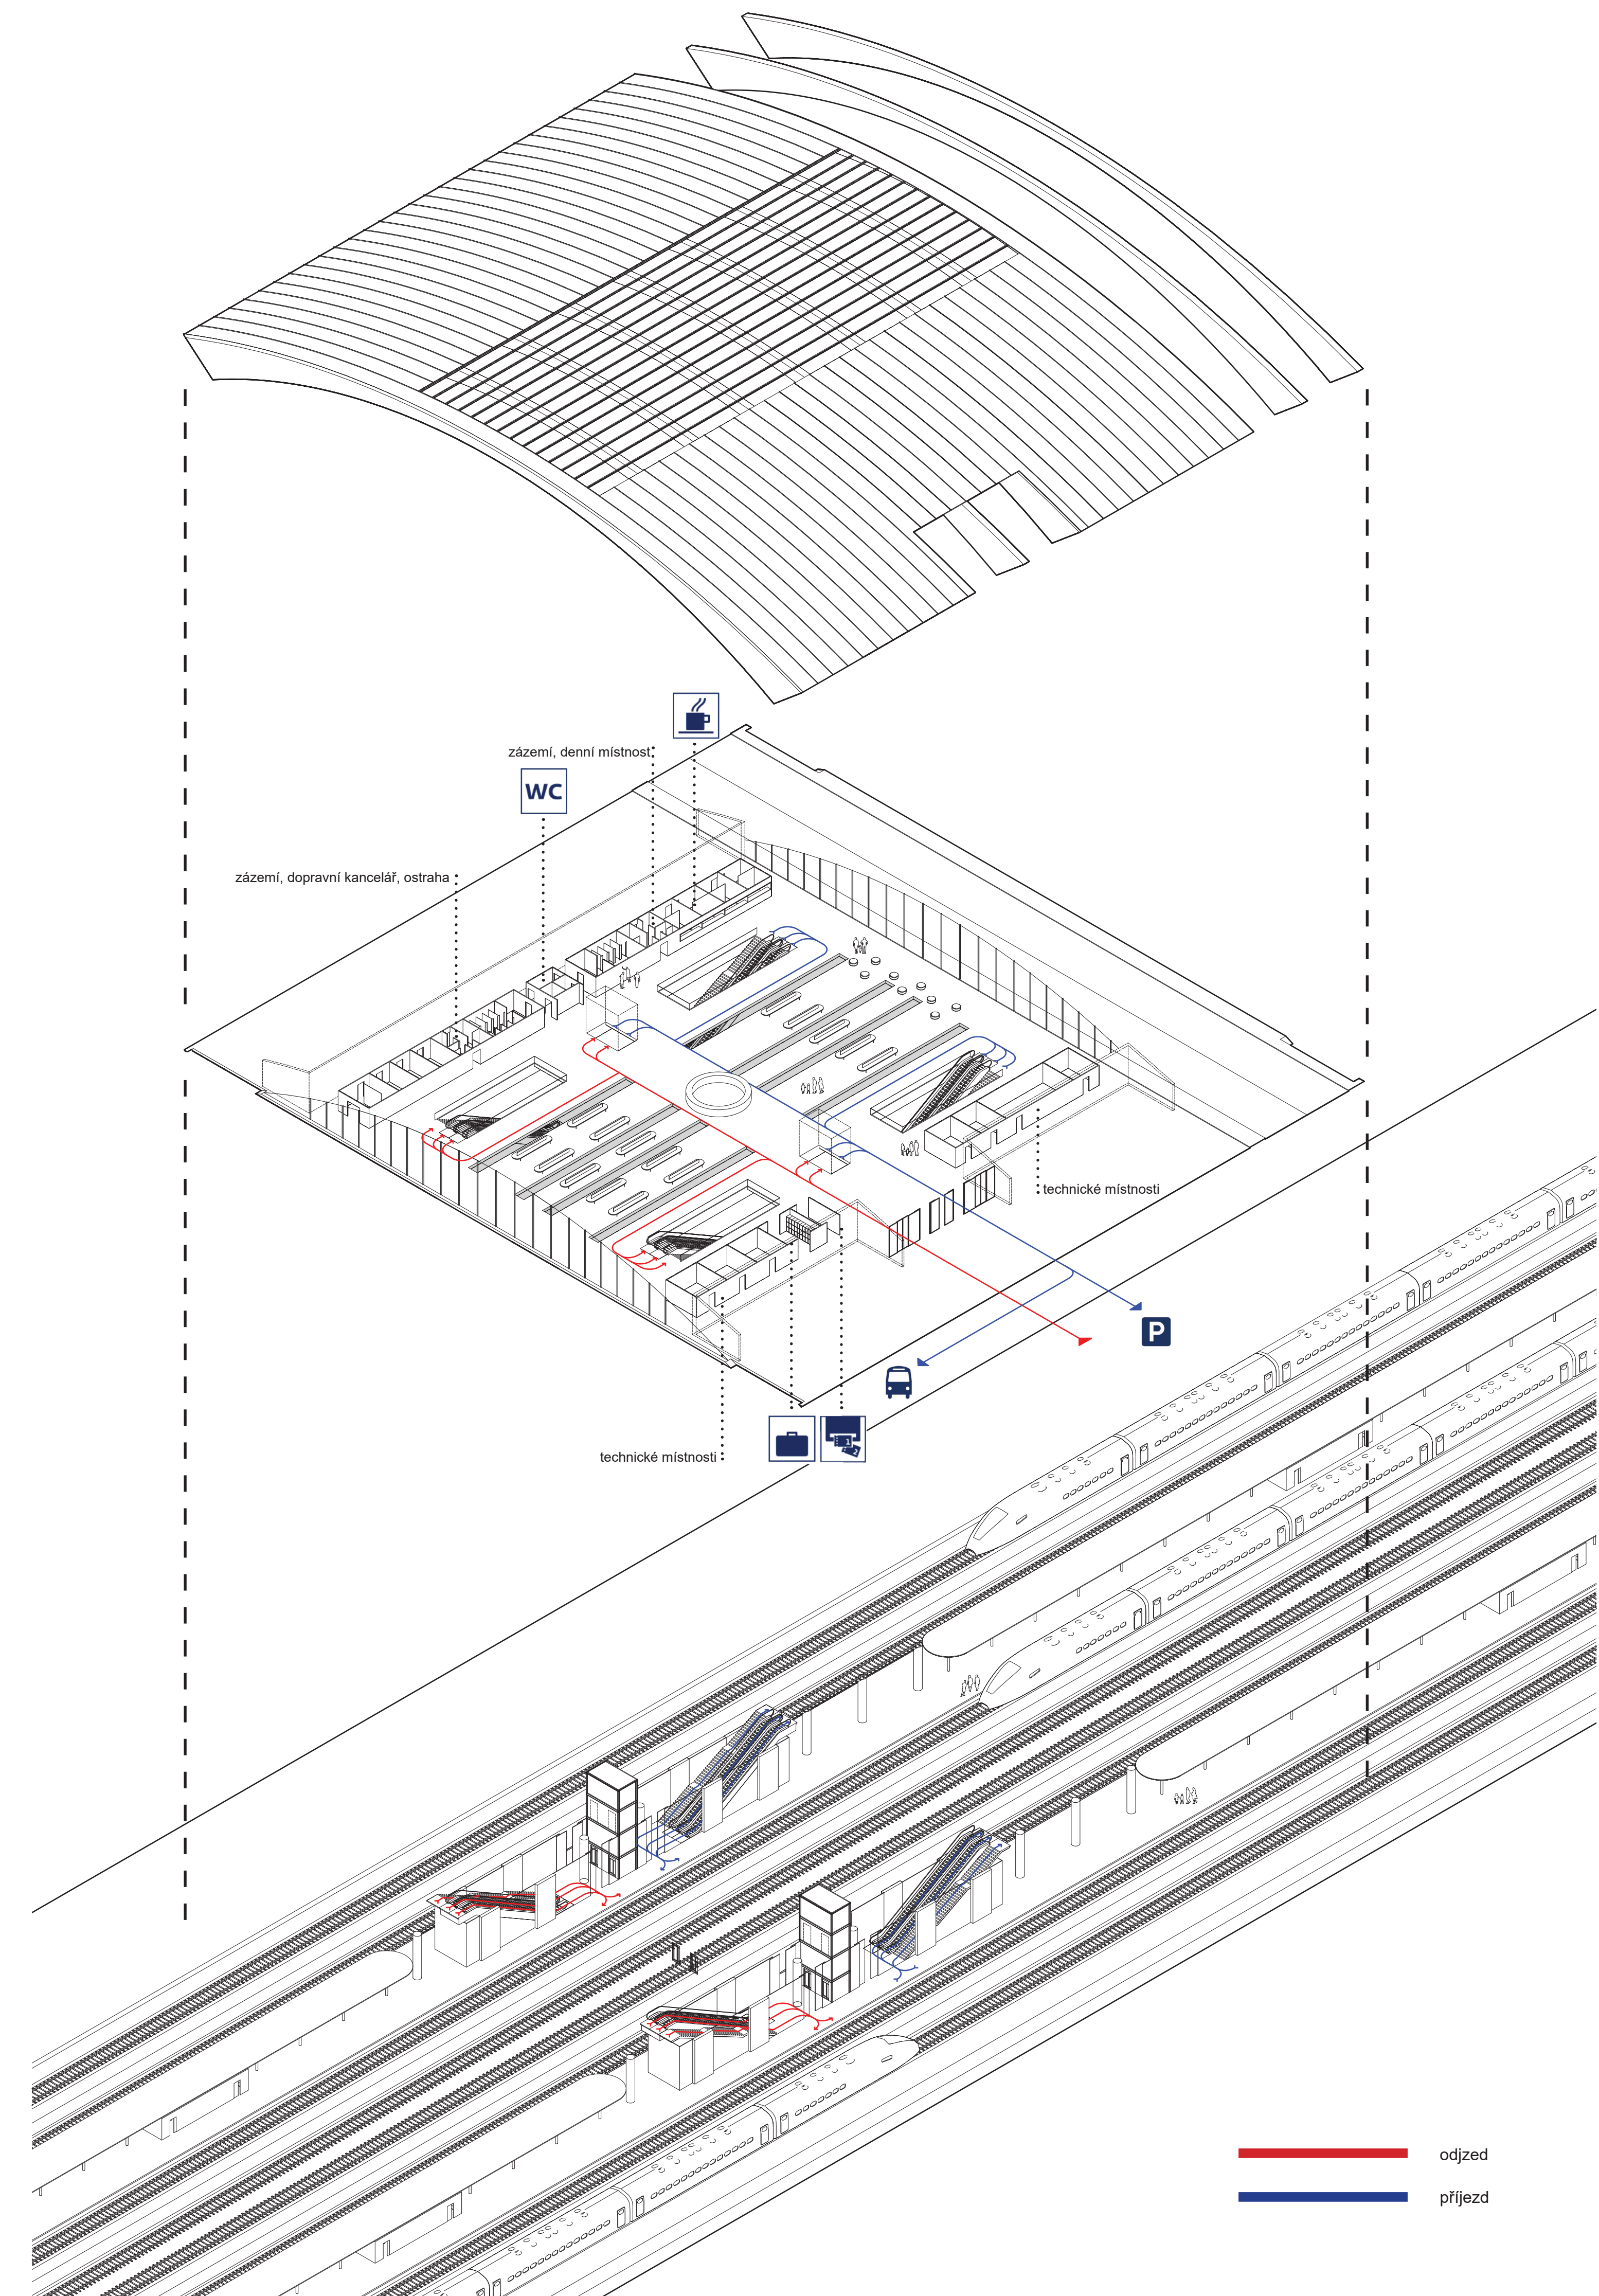 zázemí, denní místnost
WC
zázemí, dopravní kancelář, ostraha
technické místnosti
P
technické místnosti
odjzed
příjezd